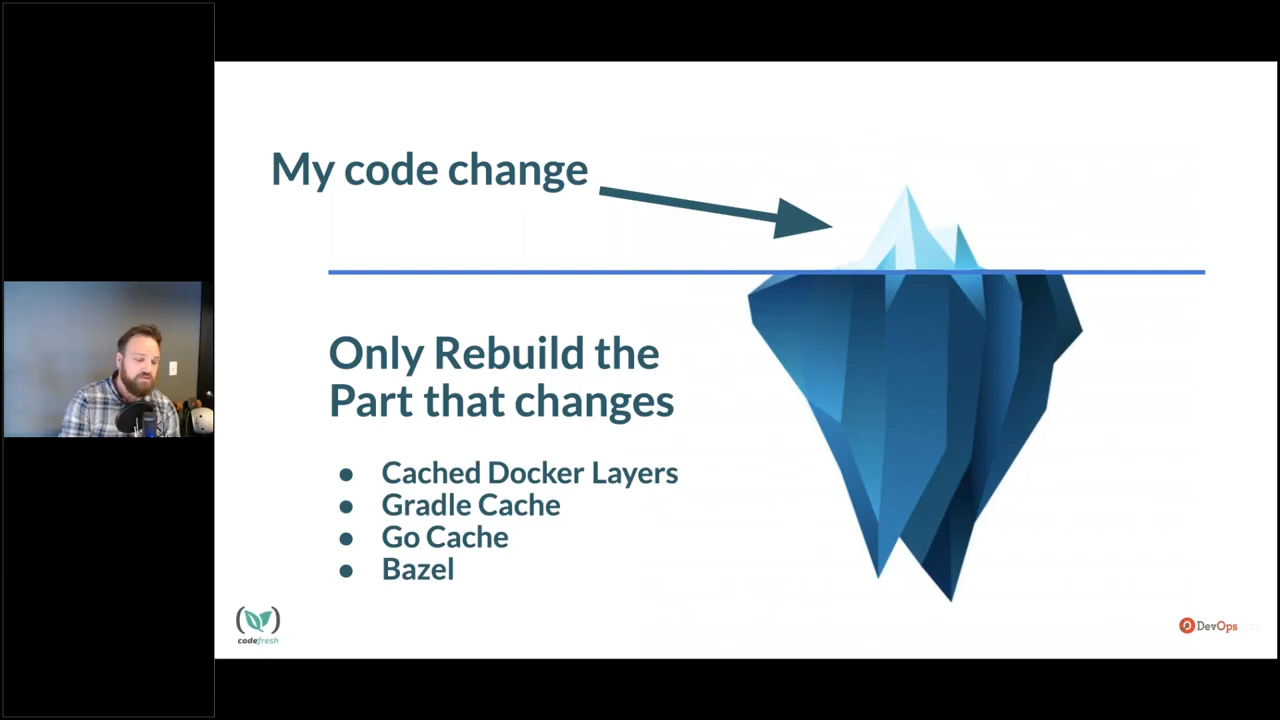 My code change
Only Rebuild the
Part that changes
● Cached Docker Layers
● Gradle Cache
● Go Cache
● Bazel
codefresh
DevOps